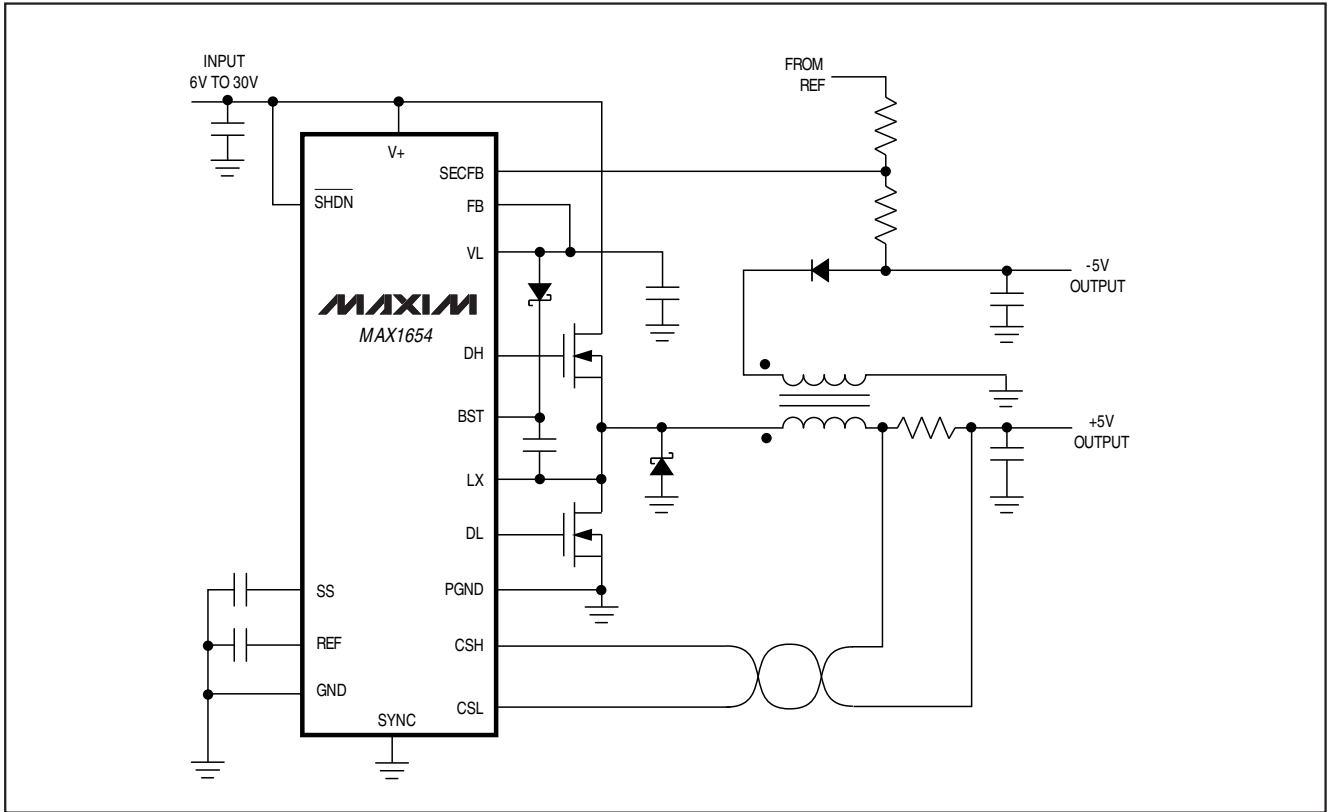 INPUT
6V TO 30V
FROM
REF
V+
SECFB
SHDN
FB
VL
-5V
OUTPUT
MAXIM
MAX1654
DH
BST
+5V
OUTPUT
LX
DL
SS
PGND
REF
CSH
GND
CSL
SYNC